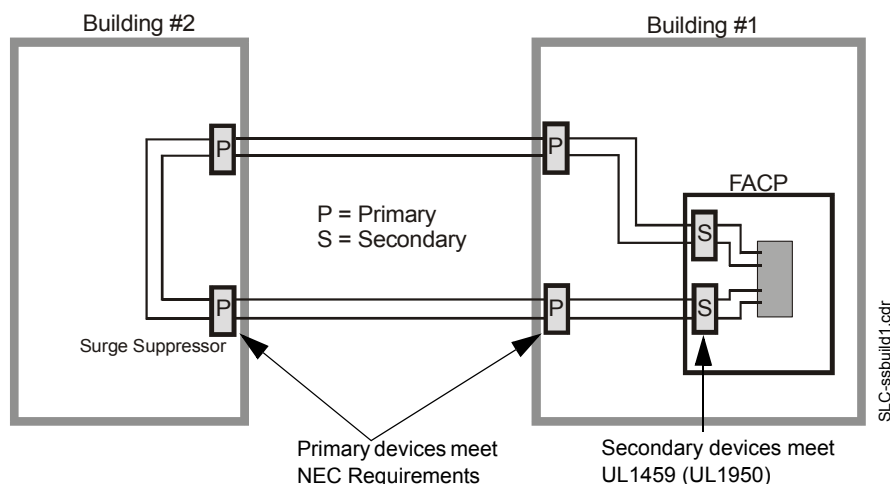 Building #2
Building #1
P
P
FACP
P = Primary
S = Secondary
S
P
P
S
Surge Suppressor
Primary devices meet
NEC Requirements
Secondary devices meet
UL1459 (UL1950)
SLC-ssbuild1.cdr